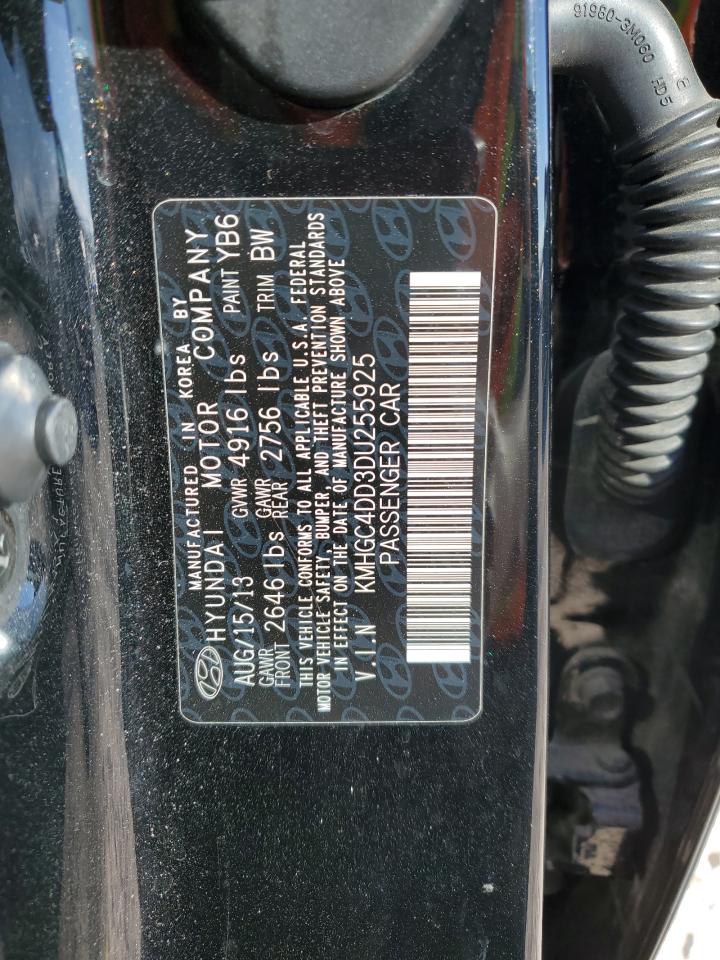 MANUFACTURED IN KOREA BY
HYUNDAI MOTOR COMPANY
AUG/15/13 GVWR 4916 lbs PAINT YB6
GAWR FRONT 2646 lbs GAWR REAR 2756 lbs TRIM BW
THIS VEHICLE CONFORMS TO ALL APPLICABLE U.S.A. FEDERAL
MOTOR VEHICLE SAFETY, BUMPER, AND THEFT PREVENTION STANDARDS
IN EFFECT ON THE DATE OF MANUFACTURE SHOWN ABOVE
V.I.N KMHGC4DD3DU255925
PASSENGER CAR
91980-3M060 HD5